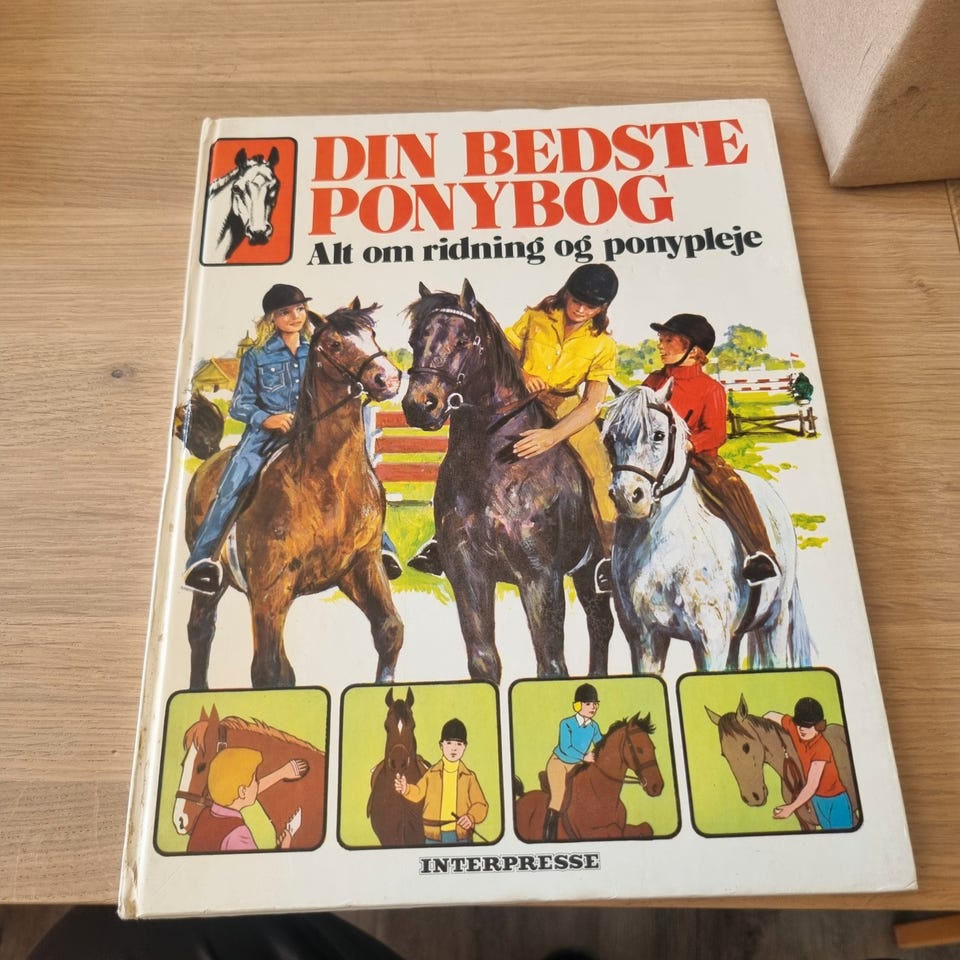 DIN BEDSTE
PONYBOG
Alt om ridning og ponypleje
INTERPRESSE